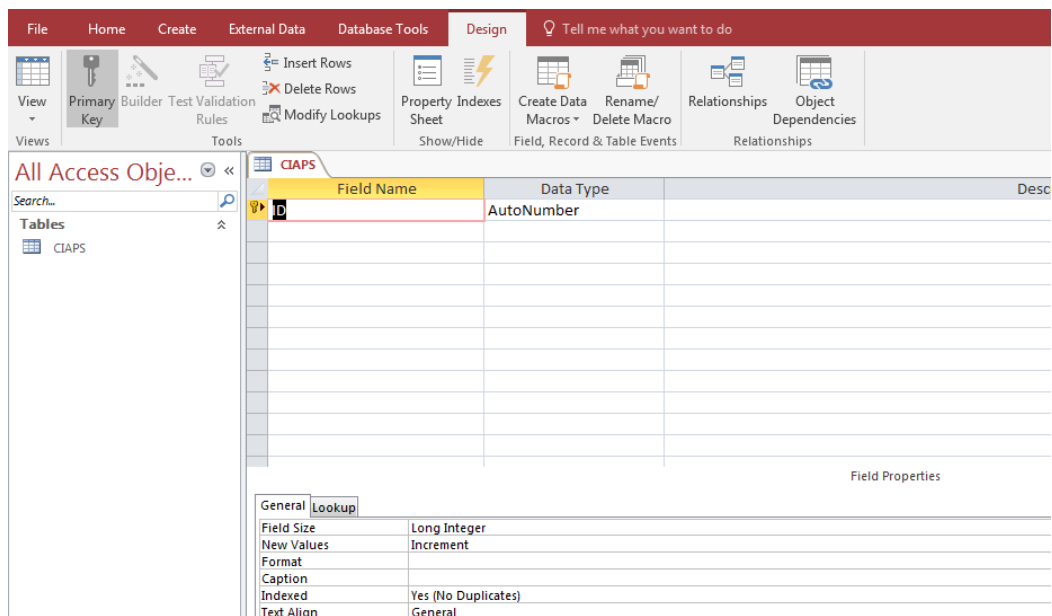 File Home Create External Data Database Tools Design Tell me what you want to do
View Primary Key Builder Test Validation Rules Insert Rows Delete Rows Modify Lookups Property Sheet Indexes Create Data Macros Rename/ Delete Macro Relationships Object Dependencies
Views Tools Show/Hide Field, Record & Table Events Relationships
All Access Obje... «
Search...
Tables
CIAPS
CIAPS
Field Name Data Type Desc
ID AutoNumber
Field Properties
General Lookup
Field Size Long Integer
New Values Increment
Format
Caption
Indexed Yes (No Duplicates)
Text Align General